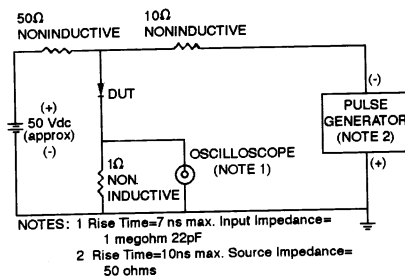 50Ω
NONINDUCTIVE
10Ω
NONINDUCTIVE
DUT
(+)
50 Vdc
(approx)
(-)
1Ω
NON.
INDUCTIVE
OSCILLOSCOPE
(NOTE 1)
(-)
PULSE
GENERATOR
(NOTE 2)
(+)
NOTES: 1 Rise Time=7 ns max. Input Impedance=
1 megohm 22pF
2 Rise Time=10ns max. Source Impedance=
50 ohms